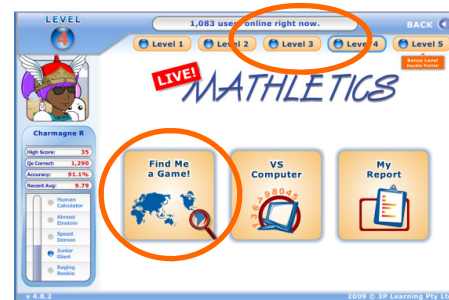 LEVEL
4
1,083 users online right now.
BACK
Level 1
Level 2
Level 3
Level 4
Level 5
Bonus Level
Double Points!
LIVE!
MATHLETICS
Charmagne R
High Score: 35
Qs Correct: 1,290
Accuracy: 91.1%
Recent Avg: 9.79
Human
Calculator
Almost
Einstein
Speed
Demon
Junior
Giant
Raging
Rookie
Find Me
a Game!
VS
Computer
My
Report
v 4.8.2
2009 © 3P Learning Pty Lt